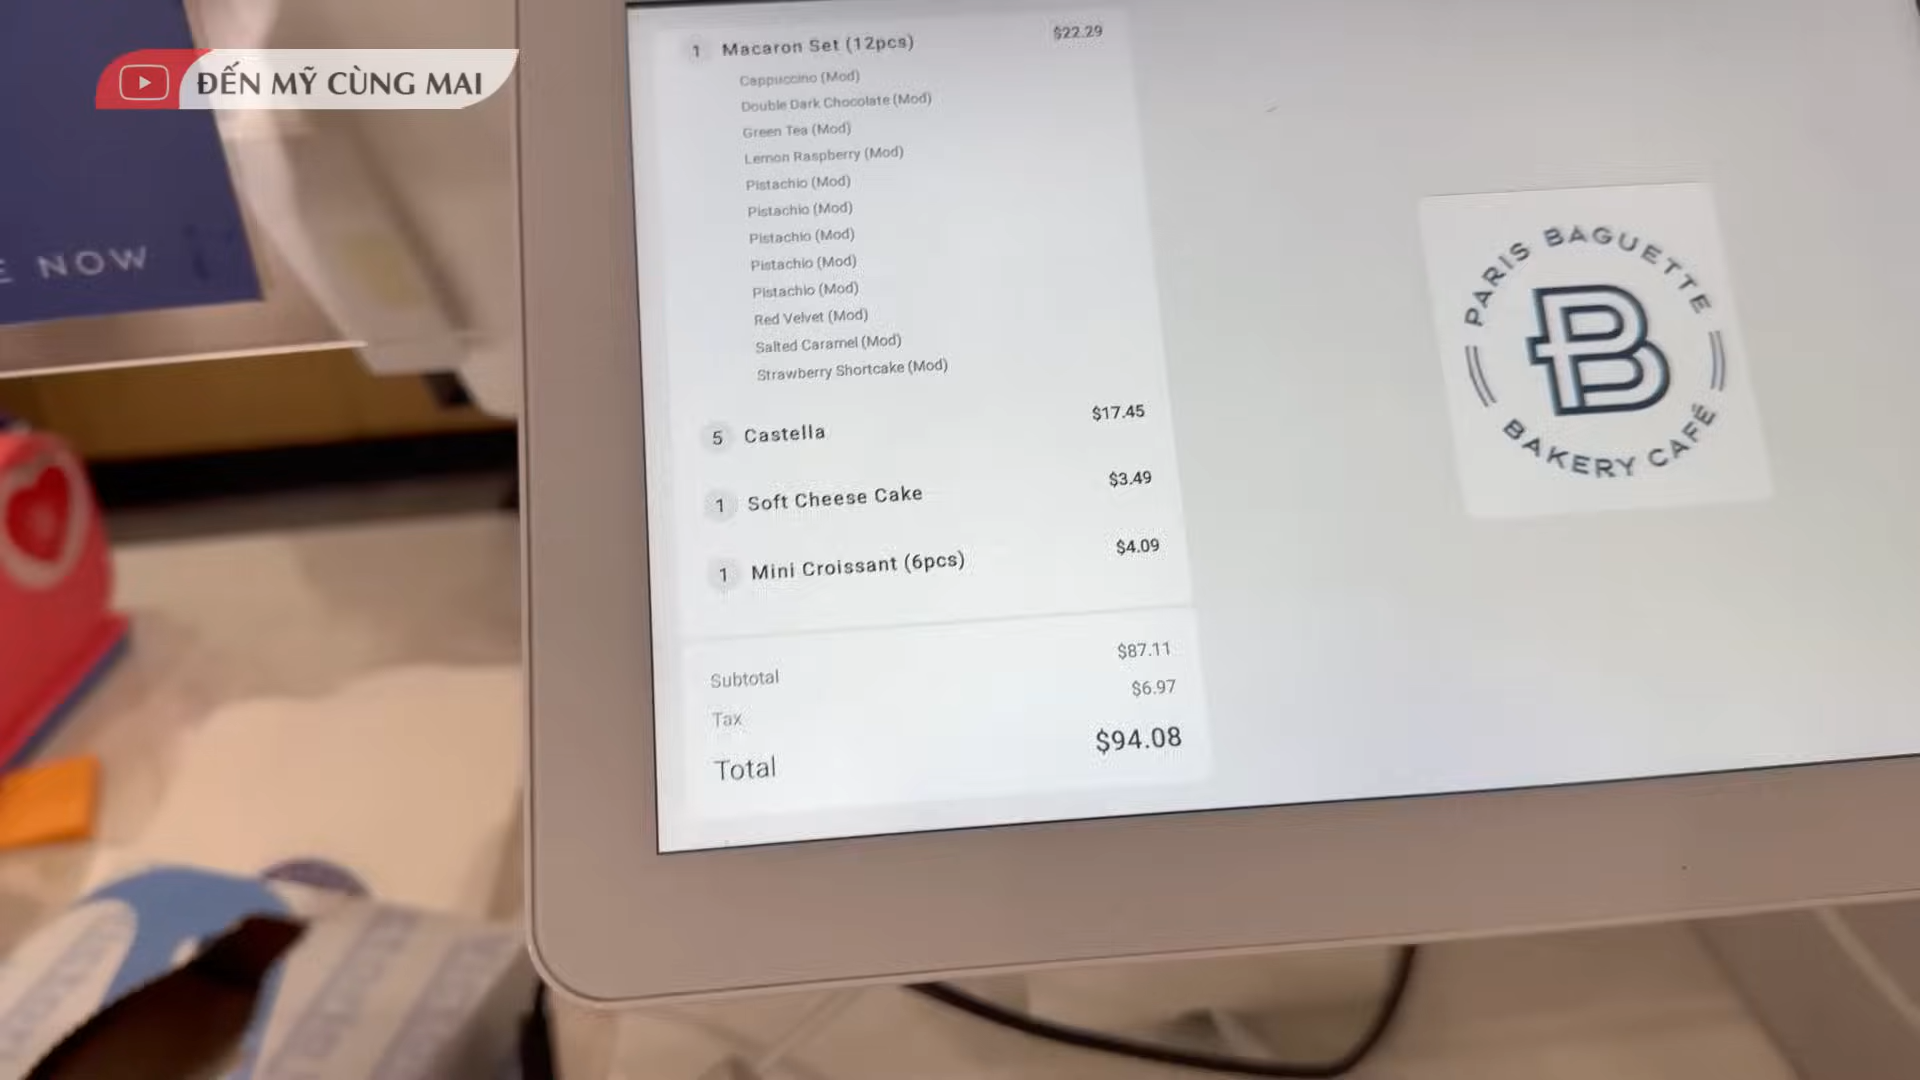 ĐẾN MỸ CÙNG MAI
E NOW
1 Macaron Set (12pcs) $22.29
Cappuccino (Mod)
Double Dark Chocolate (Mod)
Green Tea (Mod)
Lemon Raspberry (Mod)
Pistachio (Mod)
Pistachio (Mod)
Pistachio (Mod)
Pistachio (Mod)
Pistachio (Mod)
Red Velvet (Mod)
Salted Caramel (Mod)
Strawberry Shortcake (Mod)
5 Castella $17.45
1 Soft Cheese Cake $3.49
1 Mini Croissant (6pcs) $4.09
Subtotal $87.11
Tax $6.97
Total $94.08
PARIS BAGUETTE
B
BAKERY CAFÉ